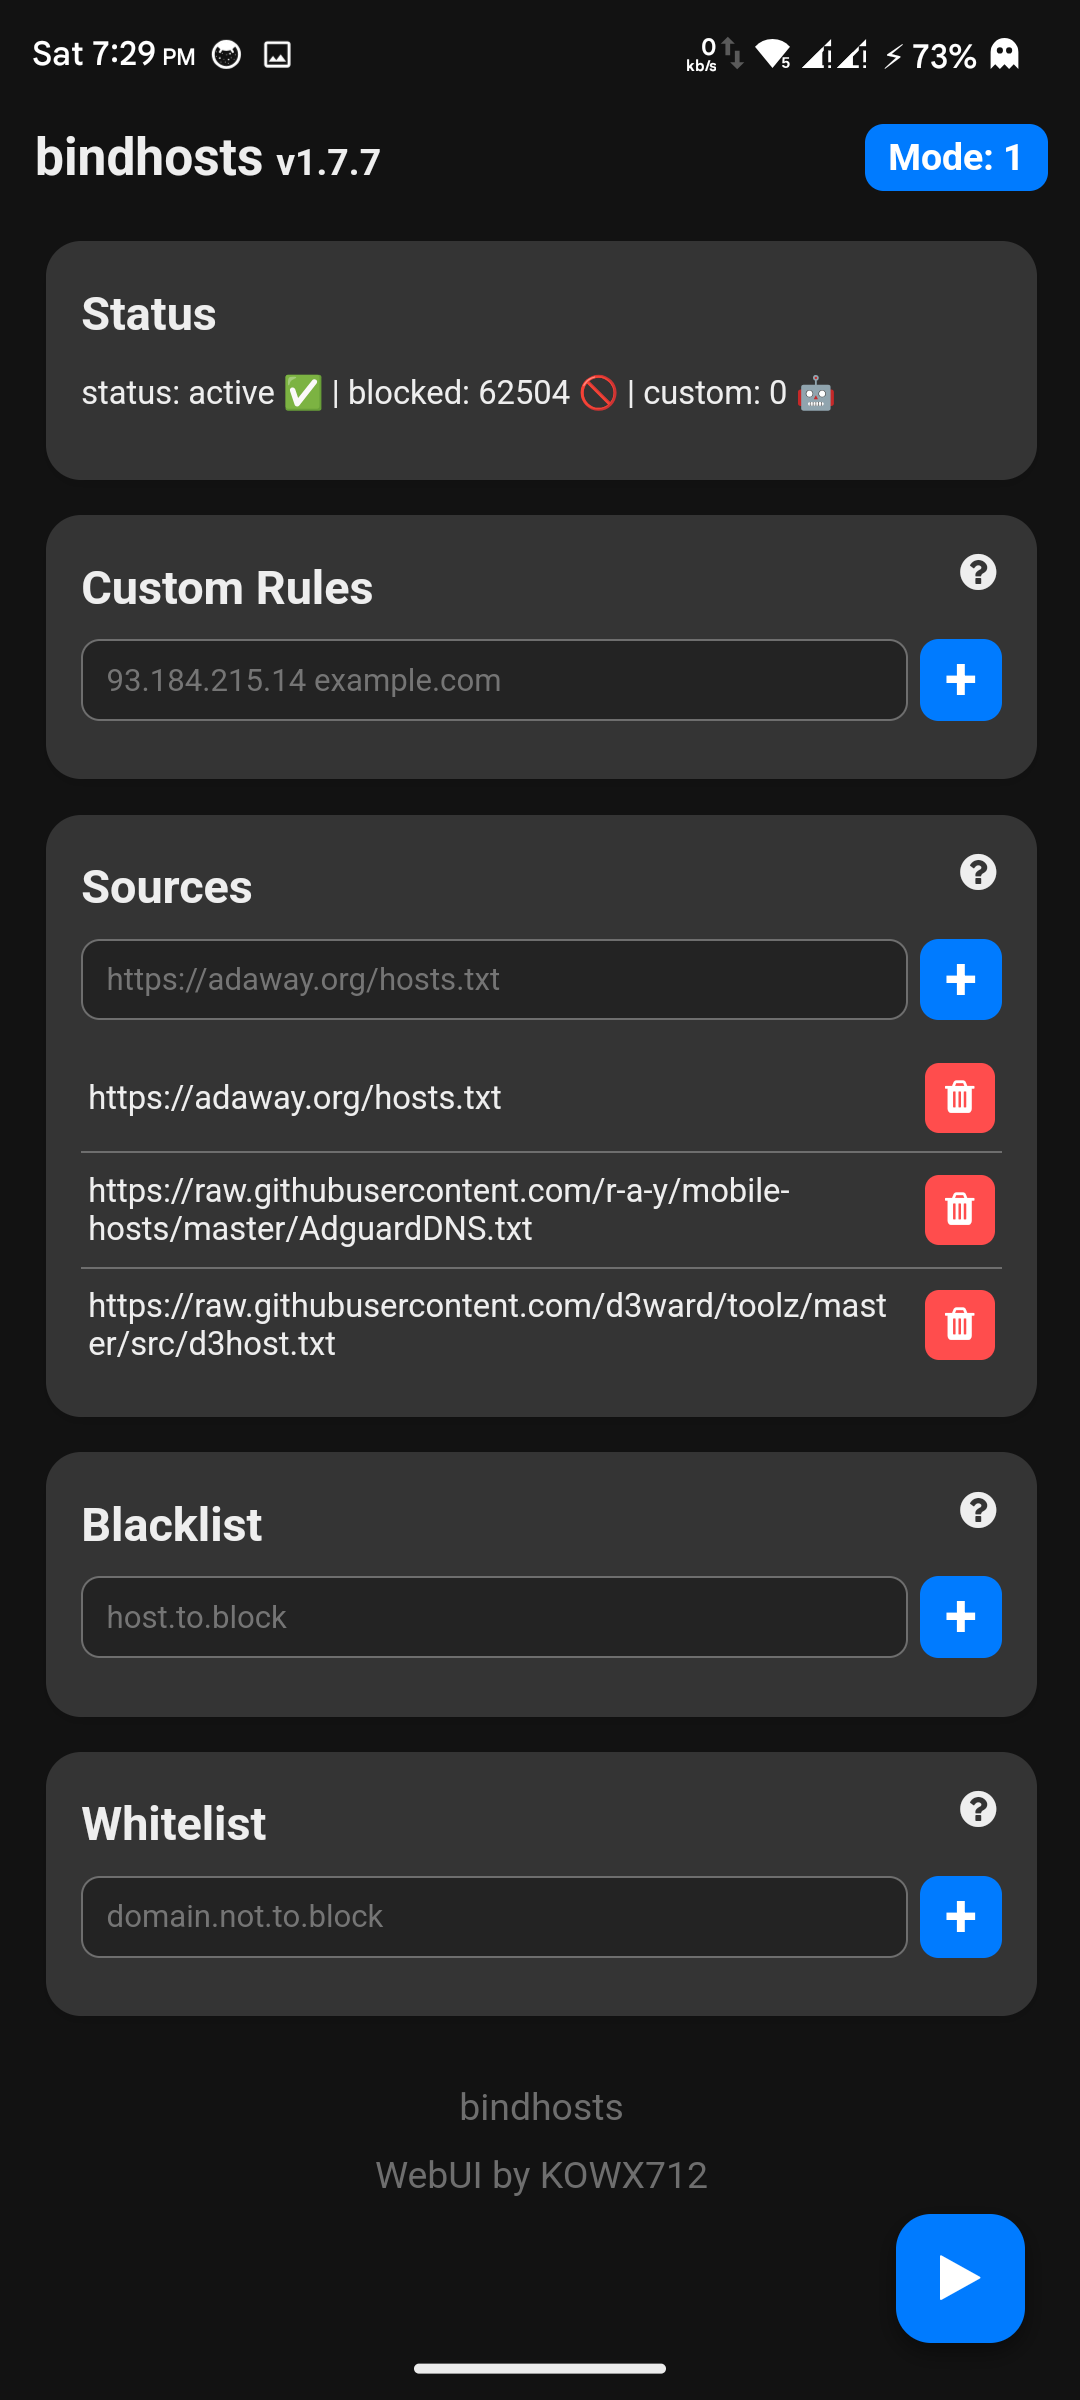 Sat 7:29 PM 0 kb/s 5 73%
bindhosts v1.7.7
Mode: 1
Status
status: active ✅ | blocked: 62504 🚫 | custom: 0 🤖
Custom Rules
93.184.215.14 example.com
Sources
https://adaway.org/hosts.txt
https://adaway.org/hosts.txt
https://raw.githubusercontent.com/r-a-y/mobile-
hosts/master/AdguardDNS.txt
https://raw.githubusercontent.com/d3ward/toolz/mast
er/src/d3host.txt
Blacklist
host.to.block
Whitelist
domain.not.to.block
bindhosts
WebUI by KOWX712